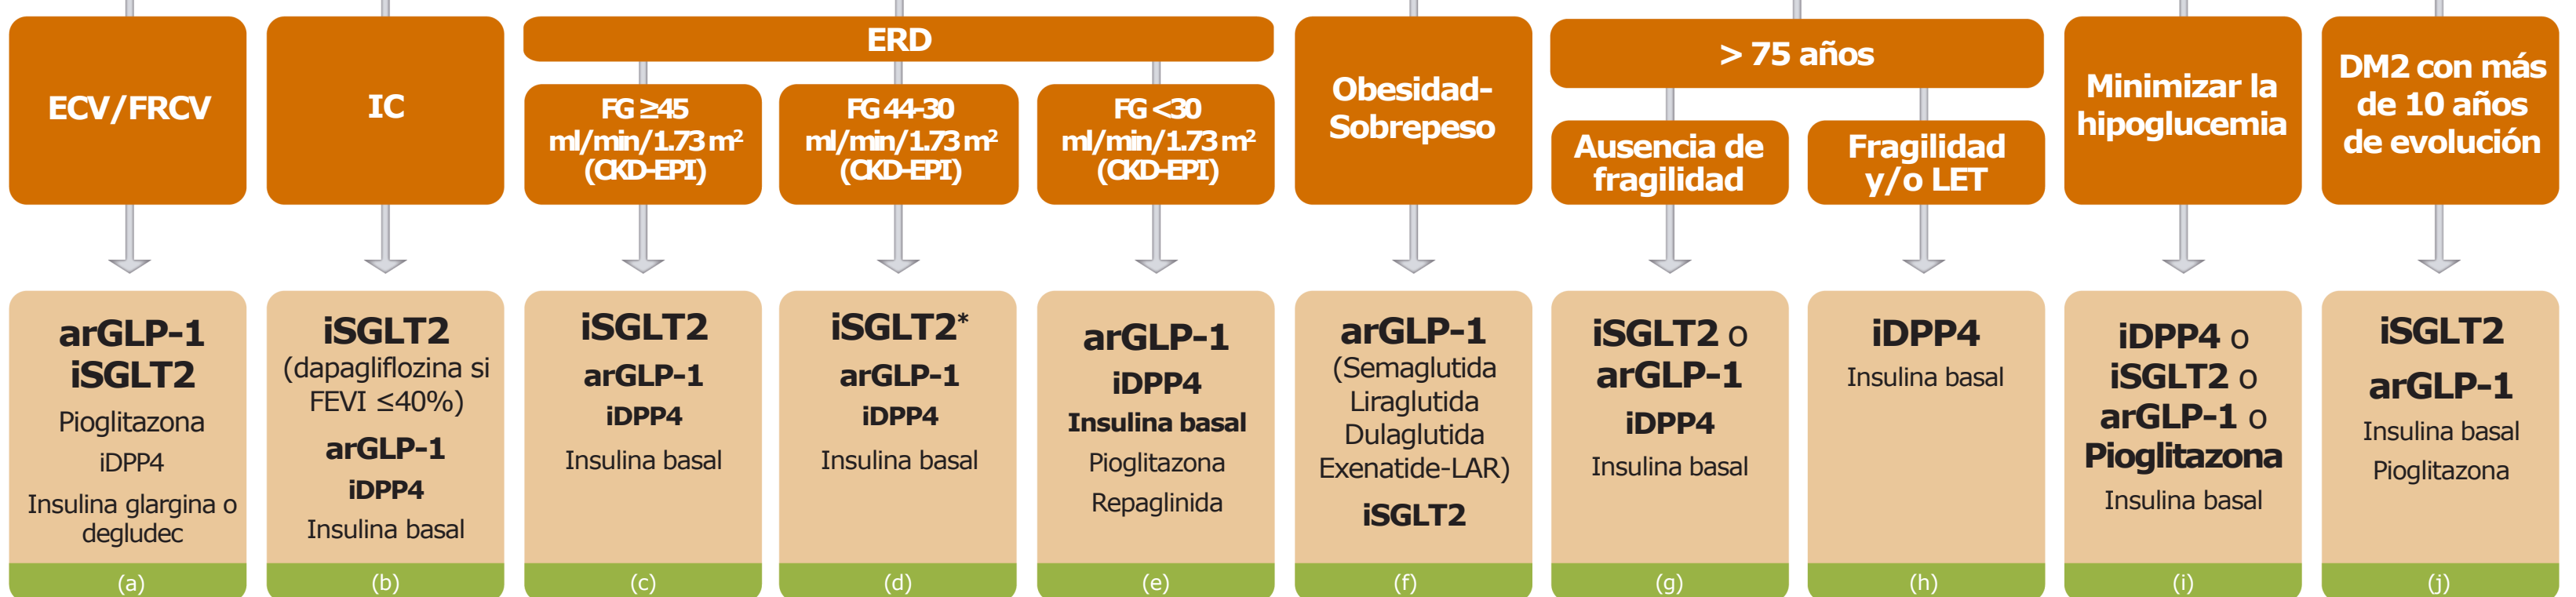 ECV/FRCV
arGLP-1
iSGLT2
Pioglitazona
iDPP4
Insulina glargina o
degludec
(a)
IC
iSGLT2
(dapagliflozina si
FEVI ≤40%)
arGLP-1
iDPP4
Insulina basal
(b)
ERD
FG ≥45
ml/min/1.73 m²
(CKD-EPI)
iSGLT2
arGLP-1
iDPP4
Insulina basal
(c)
FG 44-30
ml/min/1.73 m²
(CKD-EPI)
iSGLT2*
arGLP-1
iDPP4
Insulina basal
(d)
FG <30
ml/min/1.73 m²
(CKD-EPI)
arGLP-1
iDPP4
Insulina basal
Pioglitazona
Repaglinida
(e)
Obesidad-
Sobrepeso
arGLP-1
(Semaglutida
Liraglutida
Dulaglutida
Exenatide-LAR)
iSGLT2
(f)
> 75 años
Ausencia de
fragilidad
iSGLT2 o
arGLP-1
iDPP4
Insulina basal
(g)
Fragilidad
y/o LET
iDPP4
Insulina basal
(h)
Minimizar la
hipoglucemia
iDPP4 o
iSGLT2 o
arGLP-1 o
Pioglitazona
Insulina basal
(i)
DM2 con más
de 10 años
de evolución
iSGLT2
arGLP-1
Insulina basal
Pioglitazona
(j)